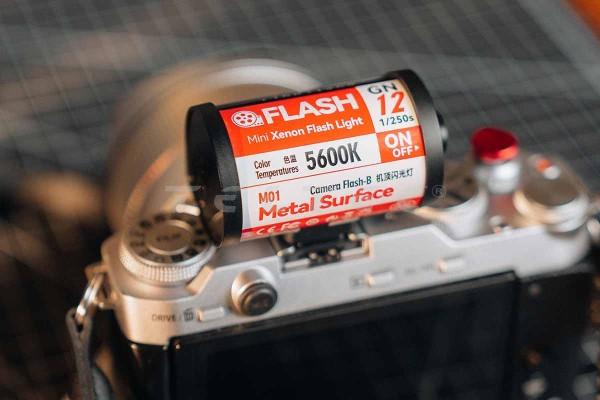 FLASH
Mini Xenon Flash Light
GN
12
1/250s
Color 色温
Temperatures
5600K
ON
OFF
Camera Flash-B 机顶闪光灯
M01
Metal Surface
DRIVE